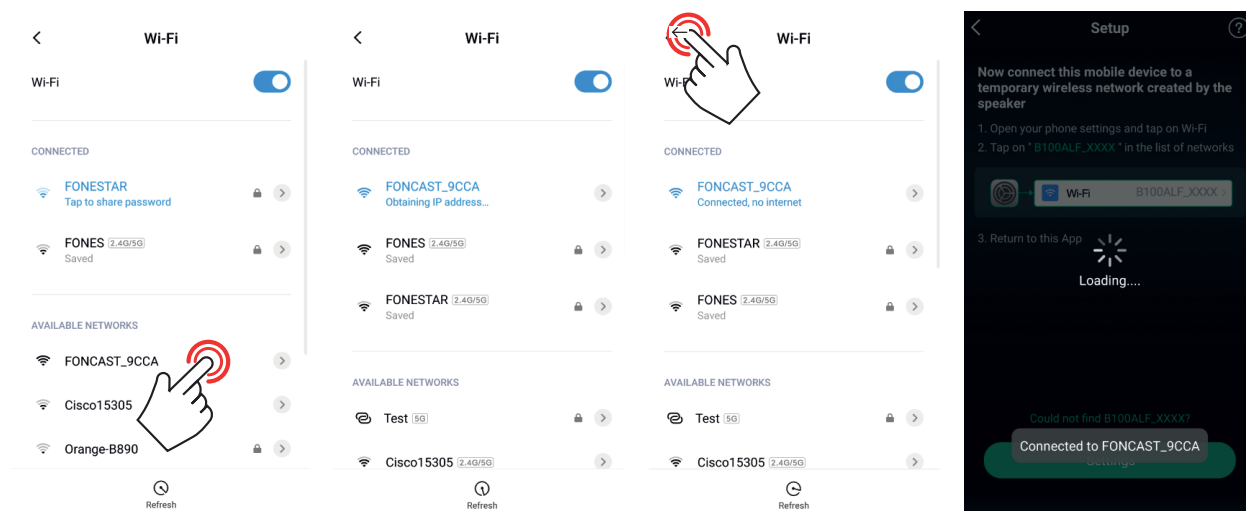 Wi-Fi
Wi-Fi
CONNECTED
FONESTAR
Tap to share password
FONES 2.4G/5G
Saved
AVAILABLE NETWORKS
FONCAST_9CCA
Cisco15305
Orange-B890
Refresh
Wi-Fi
Wi-Fi
CONNECTED
FONCAST_9CCA
Obtaining IP address...
FONES 2.4G/5G
Saved
FONESTAR 2.4G/5G
Saved
AVAILABLE NETWORKS
Test 5G
Cisco15305 2.4G/5G
Refresh
Wi-Fi
Wi-Fi
CONNECTED
FONCAST_9CCA
Connected, no internet
FONESTAR 2.4G/5G
Saved
FONES 2.4G/5G
Saved
AVAILABLE NETWORKS
Test 5G
Cisco15305 2.4G/5G
Refresh
Setup ?
Now connect this mobile device to a
temporary wireless network created by the
speaker
1. Open your phone settings and tap on Wi-Fi
2. Tap on " B100ALF_XXXX " in the list of networks
Wi-Fi B100ALF_XXXX >
3. Return to this App
Loading....
Could not find B100ALF_XXXX?
Connected to FONCAST_9CCA
Settings